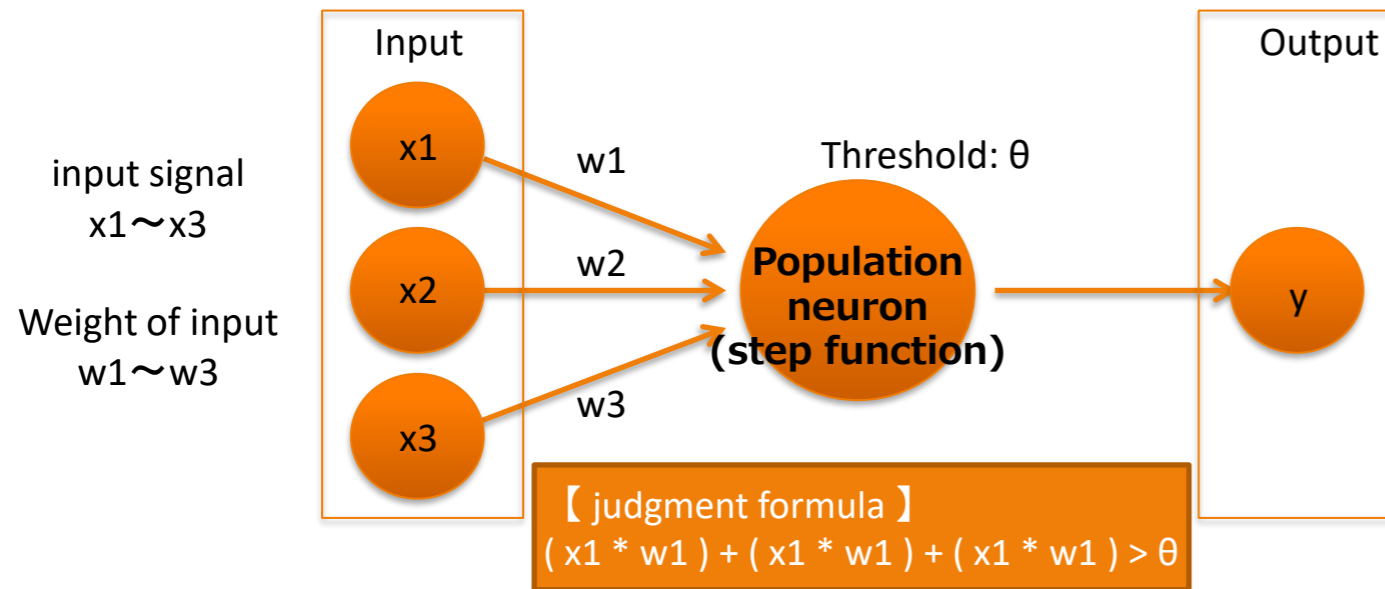 Input
Output
x1
w1
Threshold: θ
input signal
x1～x3
x2
w2
Population
neuron
(step function)
y
Weight of input
w1～w3
x3
w3
【 judgment formula 】
( x1 * w1 ) + ( x1 * w1 ) + ( x1 * w1 ) > θ